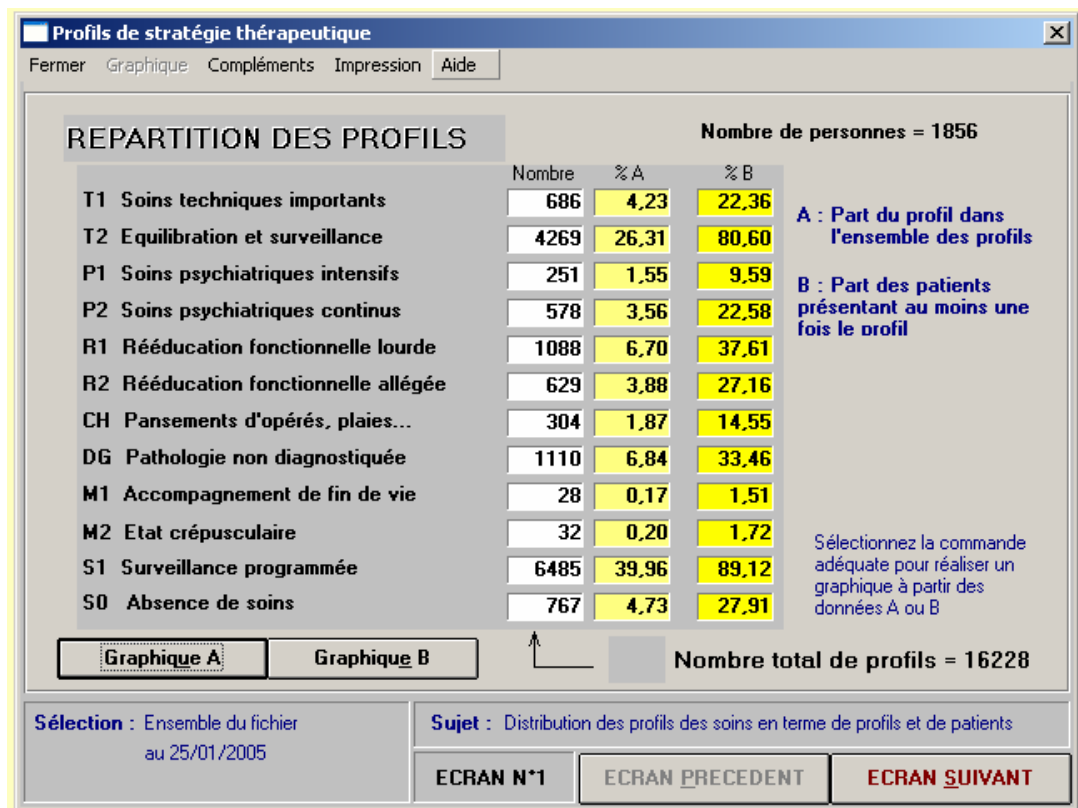 Profils de stratégie thérapeutique
Fermer Graphique Compléments Impression Aide
REPARTITION DES PROFILS
Nombre de personnes = 1856
Nombre % A % B
T1 Soins techniques importants 686 4,23 22,36
T2 Equilibration et surveillance 4269 26,31 80,60
P1 Soins psychiatriques intensifs 251 1,55 9,59
P2 Soins psychiatriques continus 578 3,56 22,58
R1 Rééducation fonctionnelle lourde 1088 6,70 37,61
R2 Rééducation fonctionnelle allégée 629 3,88 27,16
CH Pansements d'opérés, plaies... 304 1,87 14,55
DG Pathologie non diagnostiquée 1110 6,84 33,46
M1 Accompagnement de fin de vie 28 0,17 1,51
M2 Etat crépusculaire 32 0,20 1,72
S1 Surveillance programmée 6485 39,96 89,12
S0 Absence de soins 767 4,73 27,91
A : Part du profil dans
l'ensemble des profils
B : Part des patients
présentant au moins une
fois le profil
Sélectionnez la commande
adéquate pour réaliser un
graphique à partir des
données A ou B
Graphique A Graphique B
Nombre total de profils = 16228
Sélection : Ensemble du fichier
au 25/01/2005
Sujet : Distribution des profils des soins en terme de profils et de patients
ECRAN N°1 ECRAN PRECEDENT ECRAN SUIVANT